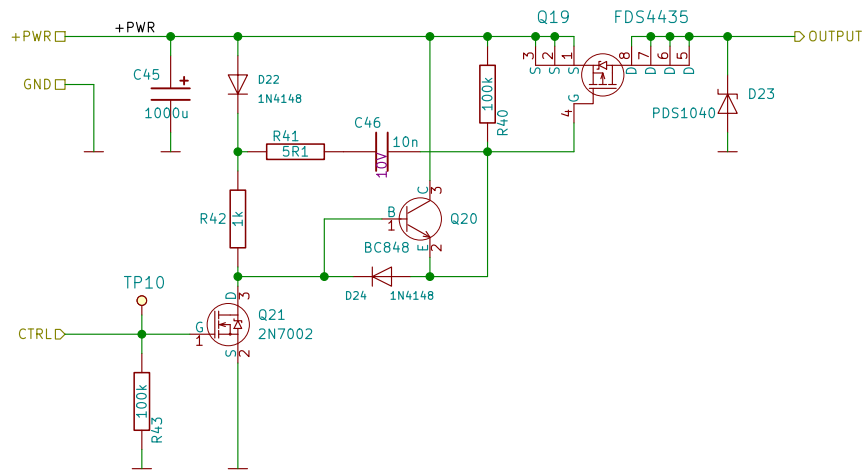 Q19 FDS4435
+PWR +PWR OUTPUT
3 2 1 8 7 6 5
S S S D D D D
C45 + D22
GND 1N4148 100k D23
1000u C46 G PDS1040
R41 10n R40 4
5R1 10V
C 3
R42 1k B 1 Q20
BC848 E 2
TP10 D24 1N4148
D 3
Q21
CTRL G 1 2N7002
S 2
100k
R43